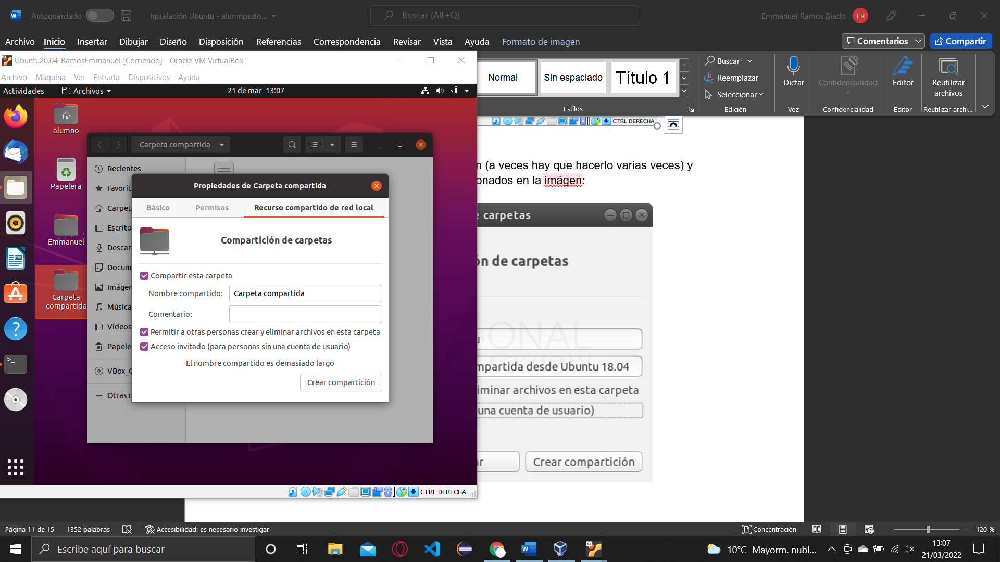 Autoguardado
Instalación Ubuntu - alumnos.do...
Buscar (Alt+Q)
Emmanuel Ramos Biado
ER
Archivo Inicio Insertar Dibujar Diseño Disposición Referencias Correspondencia Revisar Vista Ayuda Formato de imagen
Comentarios
Compartir
Ubuntu20.04-RamosEmmanuel [Corriendo] - Oracle VM VirtualBox
Archivo Máquina Ver Entrada Dispositivos Ayuda
Actividades
Archivos
21 de mar 13:07
Normal
Sin espaciado
Título 1
Estilos
Buscar
Reemplazar
Seleccionar
Edición
Dictar
Voz
Confidencialidad
Confidencialidad
Editor
Editor
Reutilizar
archivos
Reutilizar archi...
CTRL DERECHA
alumno
Papelera
Emmanuel
Carpeta
compartida
Carpeta compartida
Recientes
Favorit
Carpet
Escrito
Descar
Docum
Imágen
Música
Vídeos
Papele
VBox_
Otras
Propiedades de Carpeta compartida
Básico
Permisos
Recurso compartido de red local
Compartición de carpetas
Compartir esta carpeta
Nombre compartido:
Carpeta compartida
Comentario:
Permitir a otras personas crear y eliminar archivos en esta carpeta
Acceso invitado (para personas sin una cuenta de usuario)
El nombre compartido es demasiado largo
Crear compartición
n (a veces hay que hacerlo varias veces) y
onados en la imágen:
e carpetas
ón de carpetas
ONAL
review
u
mpartida desde Ubuntu 18.04
iminar archivos en esta carpeta
una cuenta de usuario)
ar
Crear compartición
CTRL DERECHA
Página 11 de 15
1352 palabras
Accesibilidad: es necesario investigar
Concentración
120 %
Escribe aquí para buscar
64
10°C Mayorm. nubl...
13:07
21/03/2022